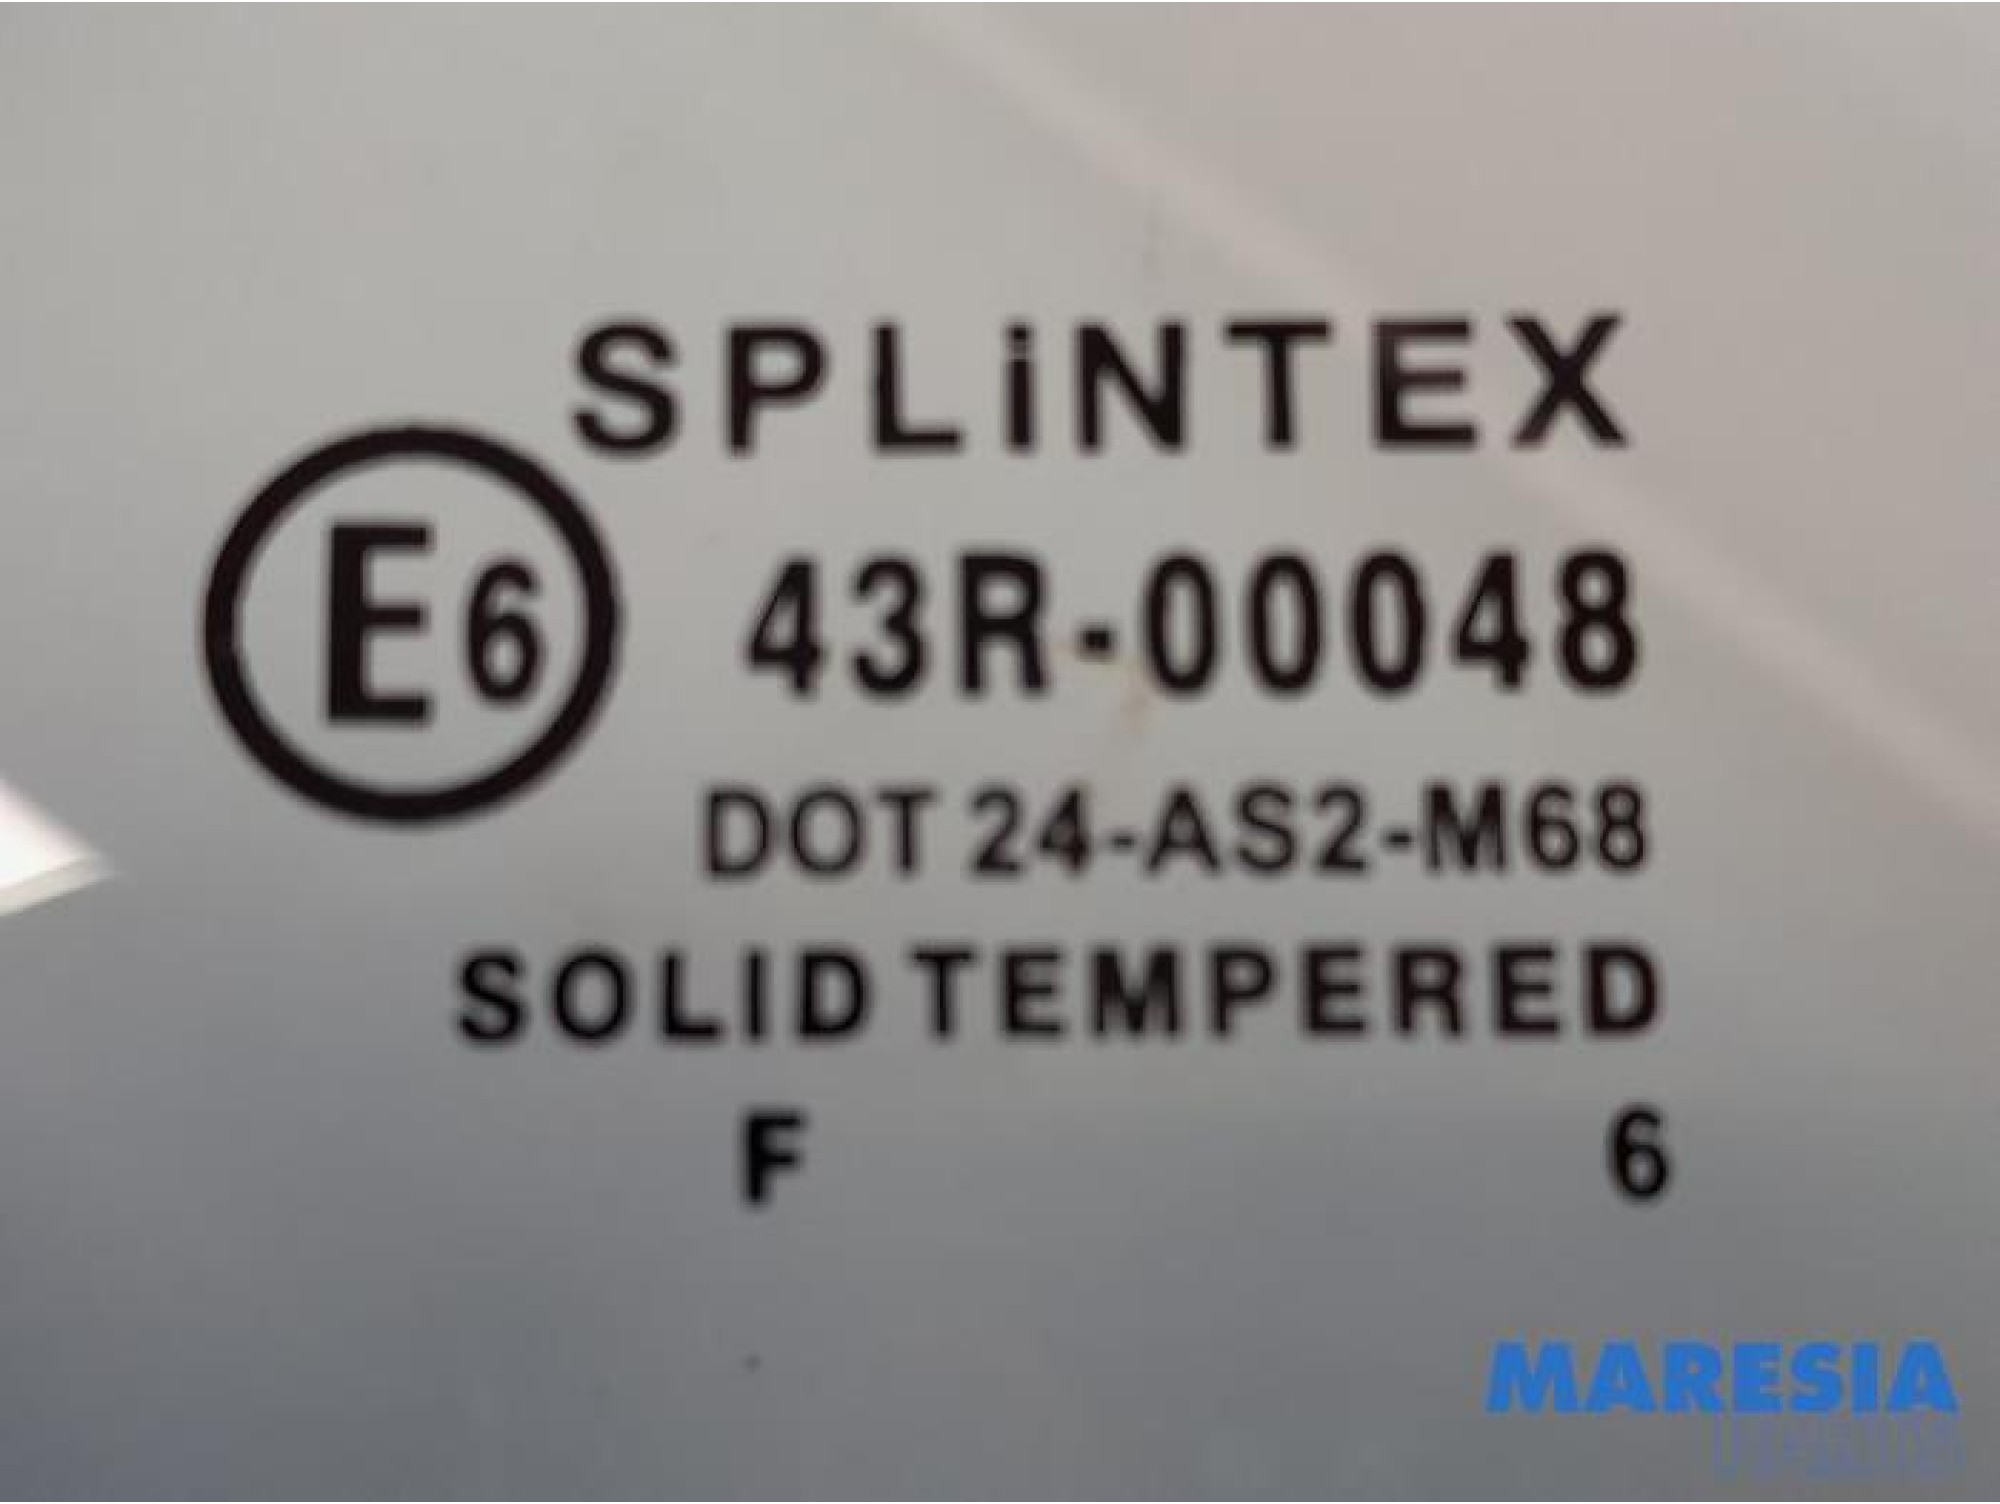 SPLiNTEX
E6 43R-00048
DOT 24-AS2-M68
SOLID TEMPERED
F 6
MARESIA